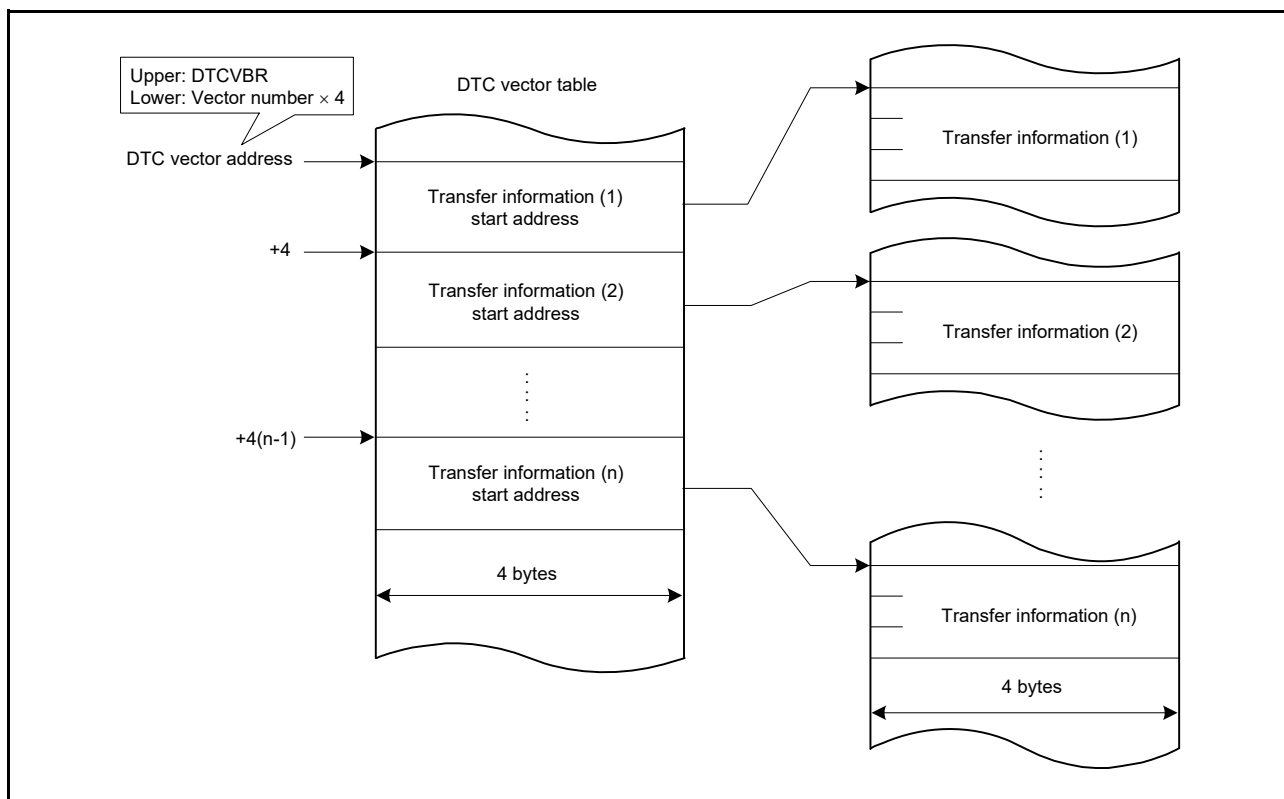 Upper: DTCVBR
Lower: Vector number × 4
DTC vector table
DTC vector address
Transfer information (1)
start address
+4
Transfer information (2)
start address
+4(n-1)
Transfer information (n)
start address
4 bytes
Transfer information (1)
Transfer information (2)
Transfer information (n)
4 bytes